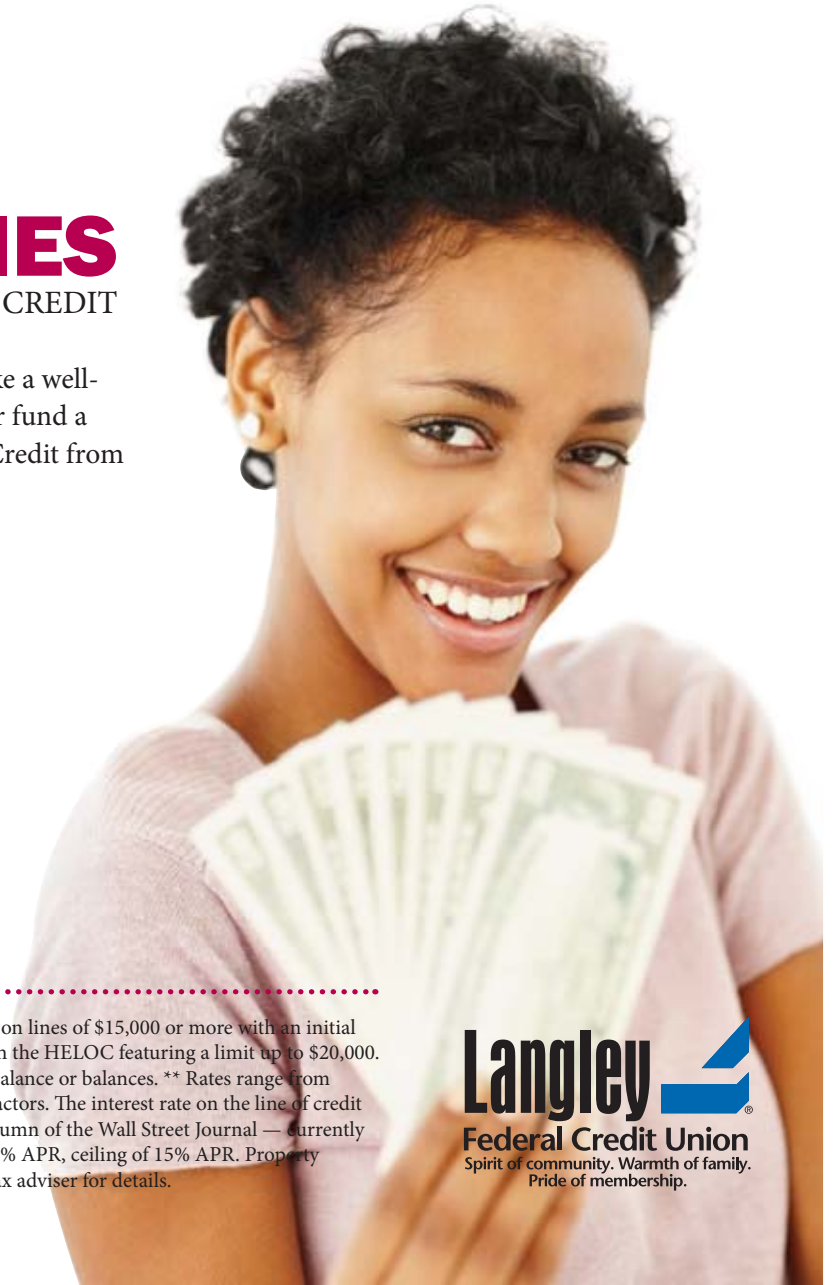 IES
CREDIT
ke a well-
r fund a
Credit from
on lines of $15,000 or more with an initial
n the HELOC featuring a limit up to $20,000.
alance or balances. ** Rates range from
actors. The interest rate on the line of credit
umn of the Wall Street Journal — currently
% APR, ceiling of 15% APR. Property
ax adviser for details.
Langley®
Federal Credit Union
Spirit of community. Warmth of family.
Pride of membership.